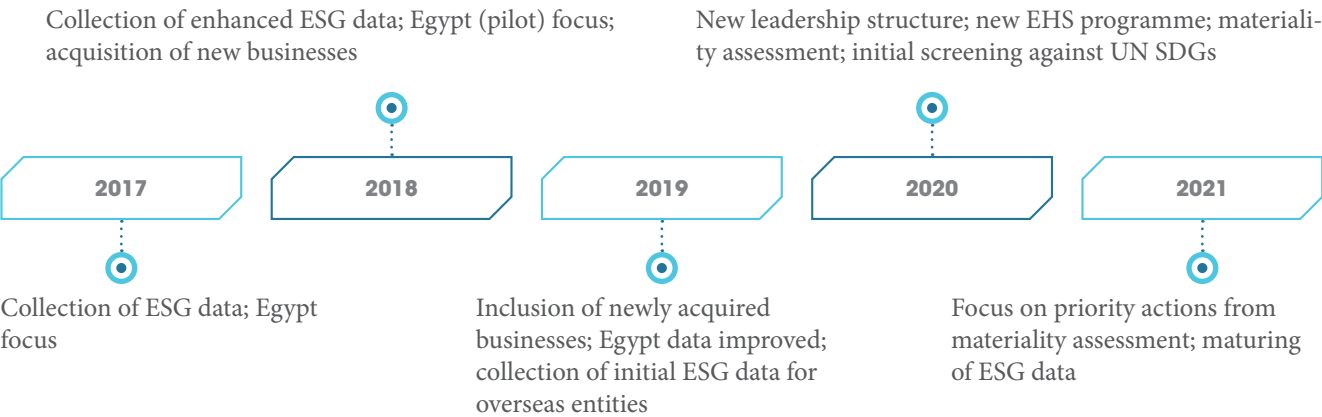 Collection of enhanced ESG data; Egypt (pilot) focus;
acquisition of new businesses
New leadership structure; new EHS programme; materiali-
ty assessment; initial screening against UN SDGs
2017
2018
2019
2020
2021
Collection of ESG data; Egypt
focus
Inclusion of newly acquired
businesses; Egypt data improved;
collection of initial ESG data for
overseas entities
Focus on priority actions from
materiality assessment; maturing
of ESG data